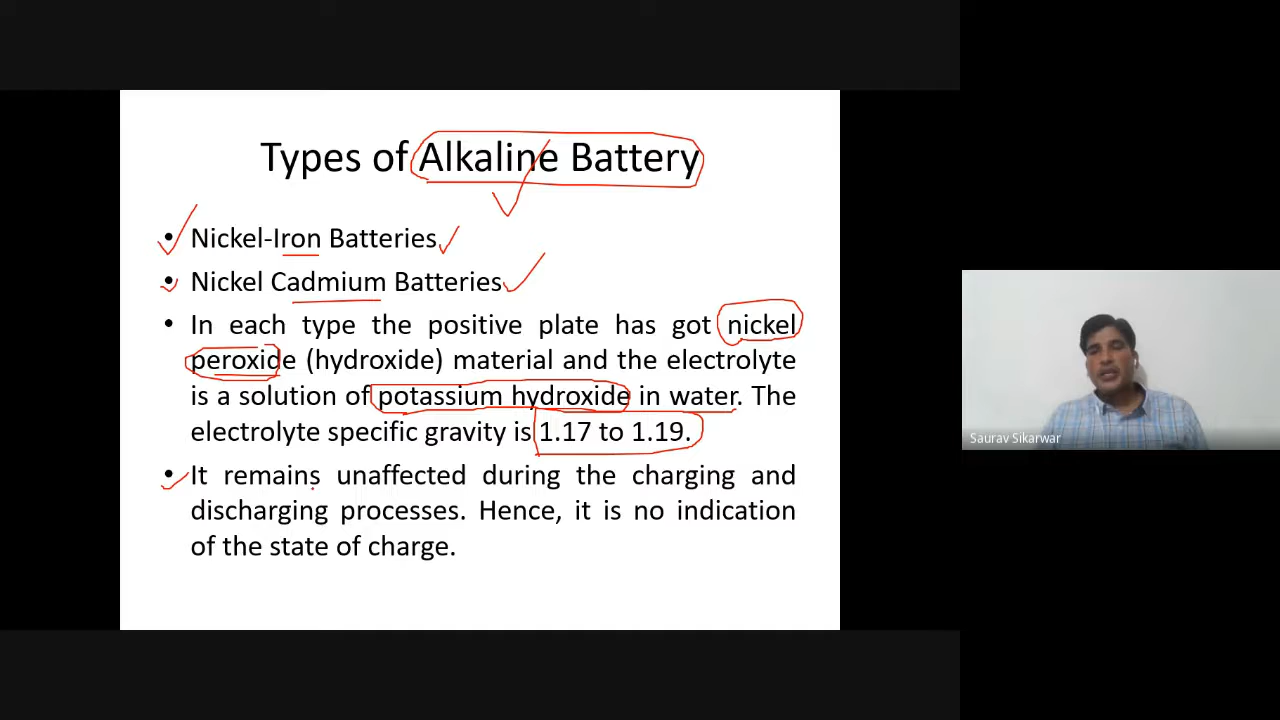 Types of Alkaline Battery
• Nickel-Iron Batteries
• Nickel Cadmium Batteries
• In each type the positive plate has got nickel
peroxide (hydroxide) material and the electrolyte
is a solution of potassium hydroxide in water. The
electrolyte specific gravity is 1.17 to 1.19.
• It remains unaffected during the charging and
discharging processes. Hence, it is no indication
of the state of charge.
Saurav Sikarwar